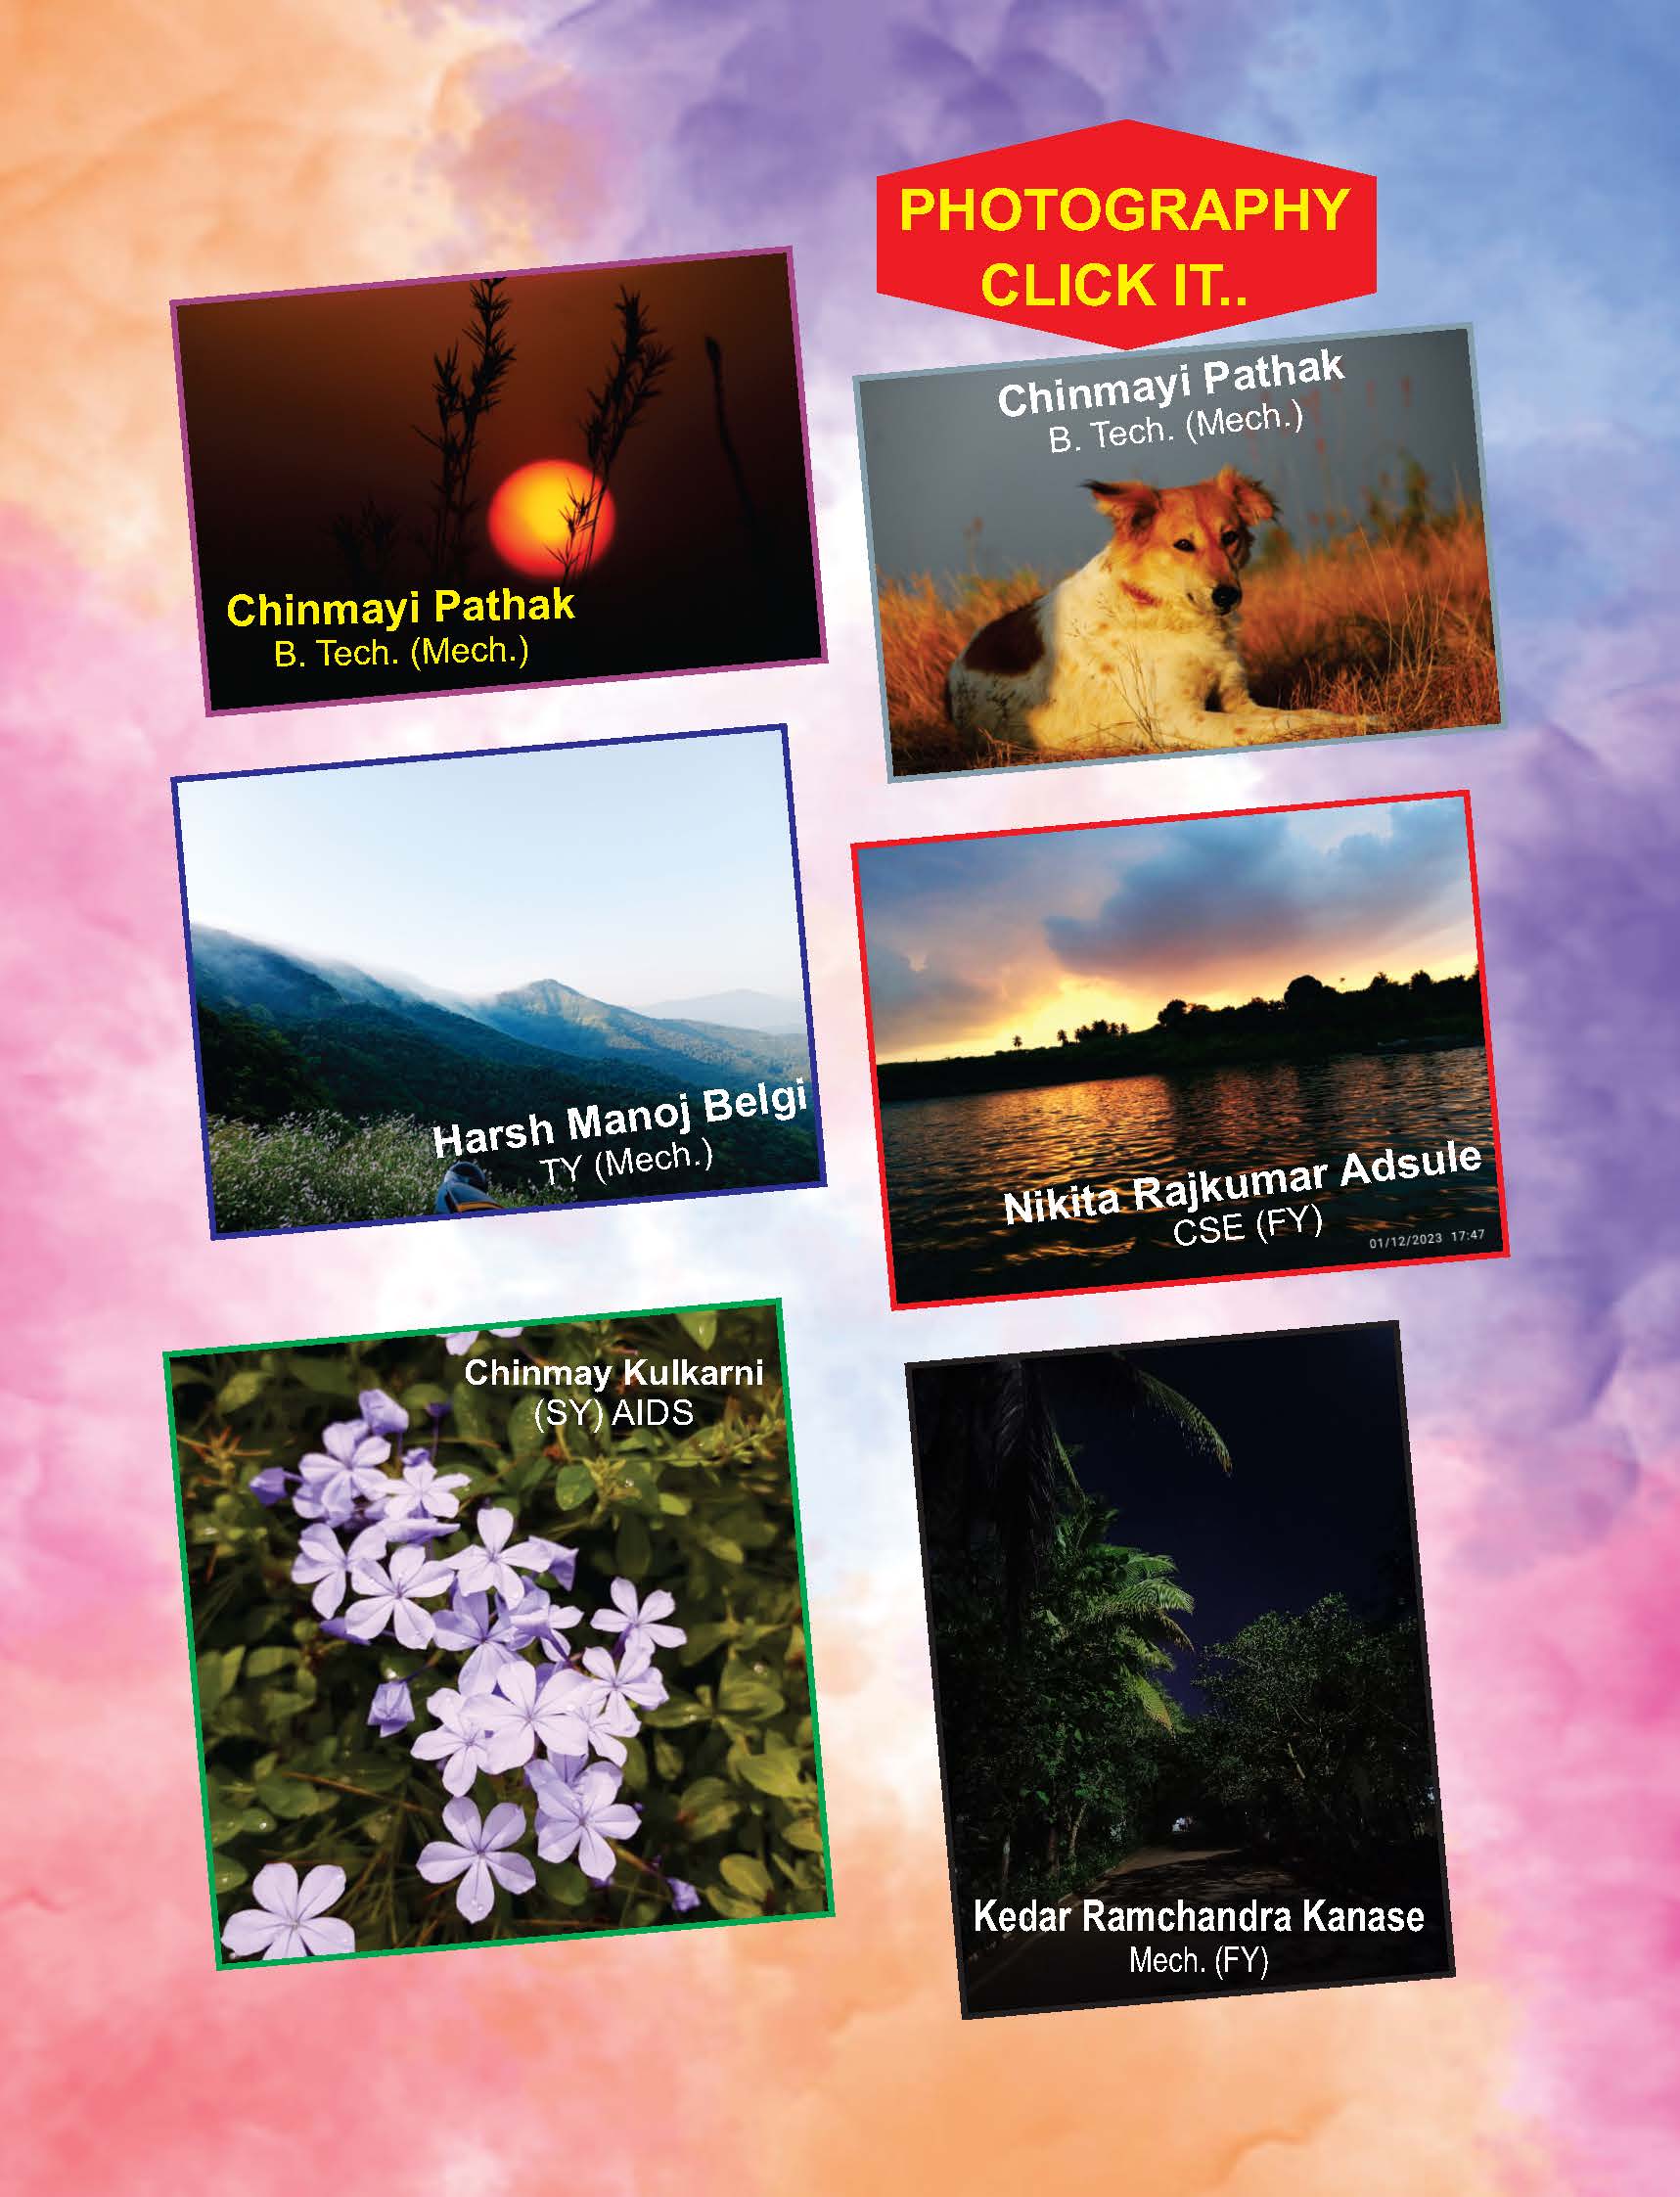 PHOTOGRAPHY
CLICK IT..
Chinmayi Pathak
B. Tech. (Mech.)
Chinmayi Pathak
B. Tech. (Mech.)
Harsh Manoj Belgi
TY (Mech.)
Nikita Rajkumar Adsule
CSE (FY)
01/12/2023 17:47
Chinmay Kulkarni
(SY) AIDS
Kedar Ramchandra Kanase
Mech. (FY)